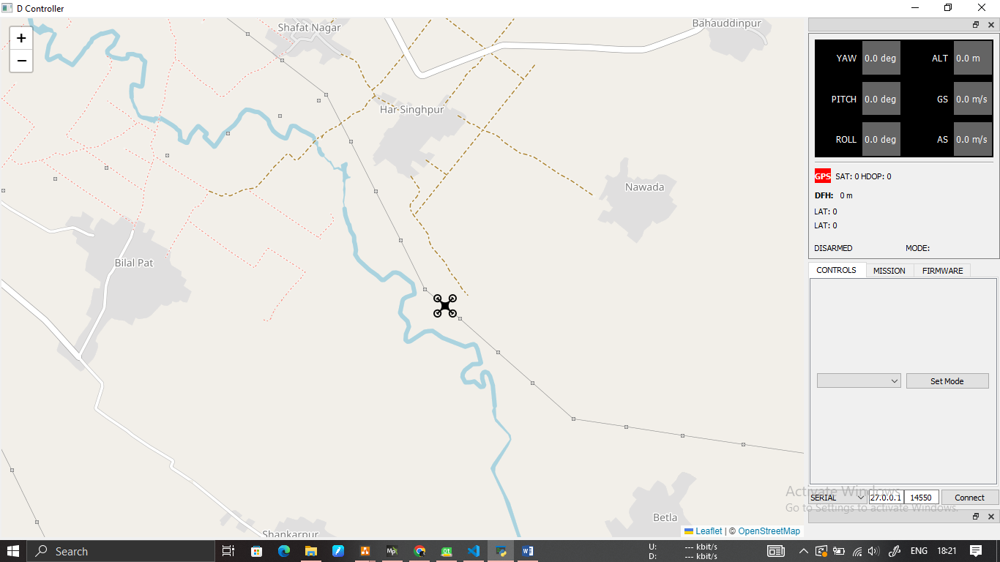 D Controller
+
−
Shafat Nagar
Bahauddinpur
Har Singhpur
Nawada
Bilal Pat
Betla
Shankarpur
Leaflet | © OpenStreetMap
YAW 0.0 deg ALT 0.0 m
PITCH 0.0 deg GS 0.0 m/s
ROLL 0.0 deg AS 0.0 m/s
GPS SAT: 0 HDOP: 0
DFH: 0 m
LAT: 0
LAT: 0
DISARMED MODE:
CONTROLS MISSION FIRMWARE
Set Mode
Activate Windows
Go to Settings to activate Windows.
SERIAL 27.0.0.1 14550 Connect
Search
U: --- kbit/s
D: --- kbit/s
ENG 18:21